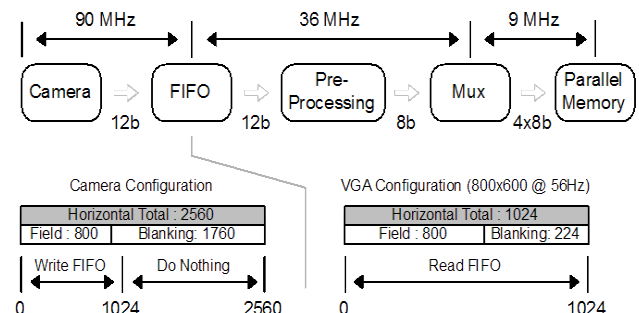 90 MHz 36 MHz 9 MHz
Camera FIFO Pre-Processing Mux Parallel Memory
12b 12b 8b 4x8b
Camera Configuration VGA Configuration (800x600 @ 56Hz)
Horizontal Total : 2560 Horizontal Total : 1024
Field : 800 Blanking: 1760 Field : 800 Blanking: 224
Write FIFO Do Nothing Read FIFO
0 1024 2560 0 1024